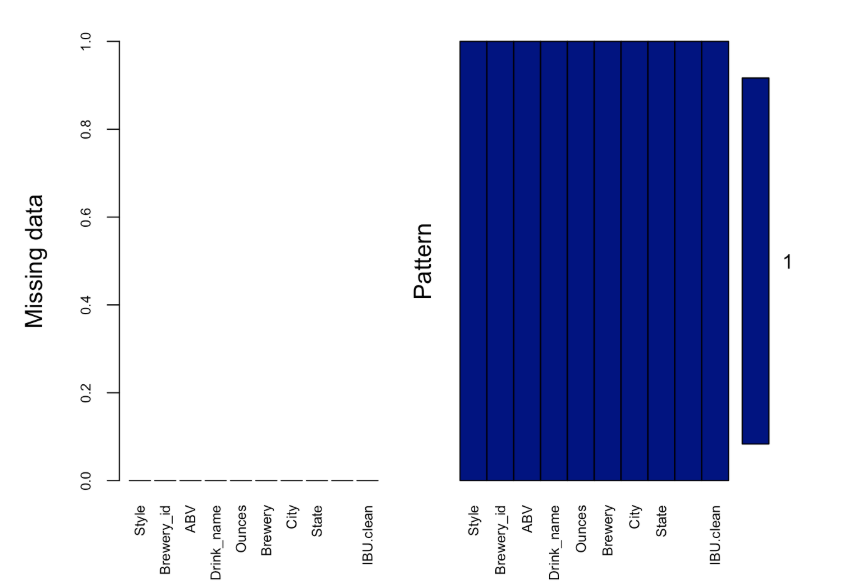 Missing data
1.0
0.8
0.6
0.4
0.2
0.0
Style
Brewery_id
ABV
Drink_name
Ounces
Brewery
City
State
IBU.clean
Pattern
Style
Brewery_id
ABV
Drink_name
Ounces
Brewery
City
State
IBU.clean
1